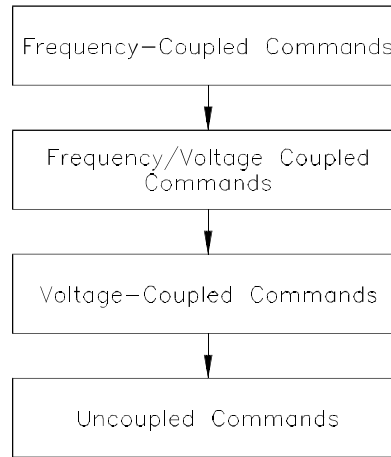 Frequency-Coupled Commands
Frequency/Voltage Coupled
Commands
Voltage-Coupled Commands
Uncoupled Commands